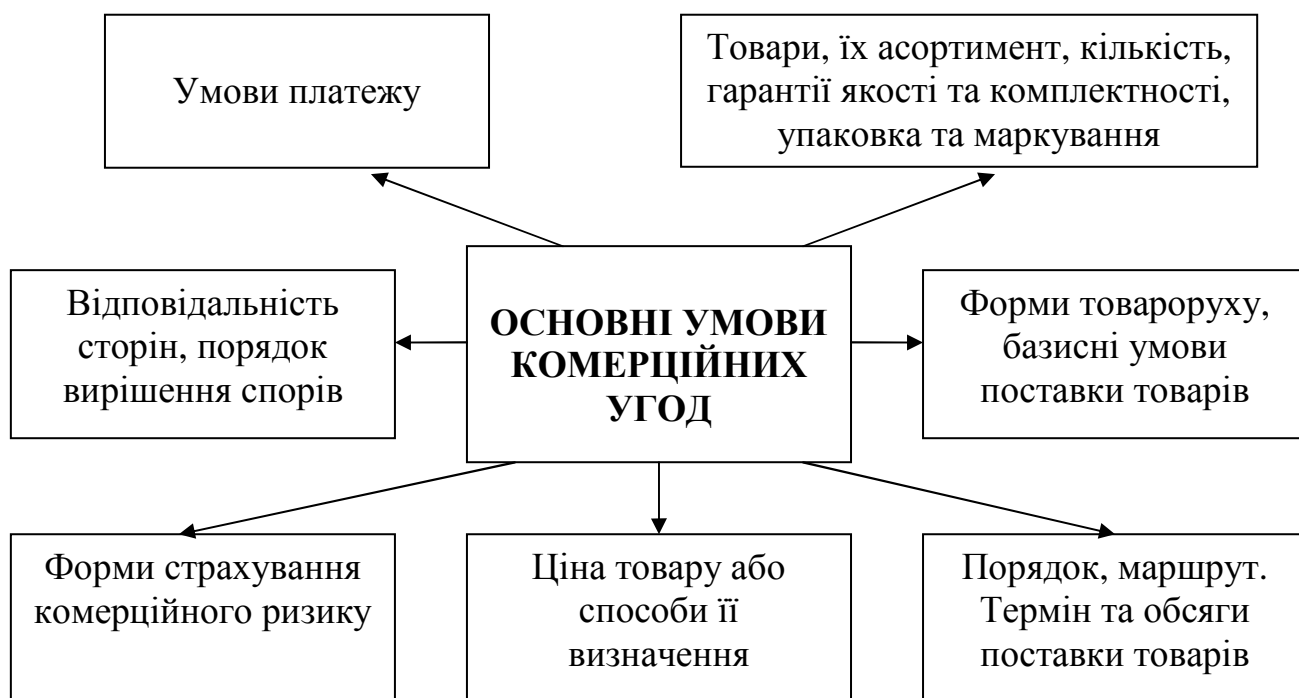 Умови платежу
Товари, їх асортимент, кількість,
гарантії якості та комплектності,
упаковка та маркування
Відповідальність
сторін, порядок
вирішення спорів
ОСНОВНІ УМОВИ
КОМЕРЦІЙНИХ
УГОД
Форми товароруху,
базисні умови
поставки товарів
Форми страхування
комерційного ризику
Ціна товару або
способи її
визначення
Порядок, маршрут.
Термін та обсяги
поставки товарів